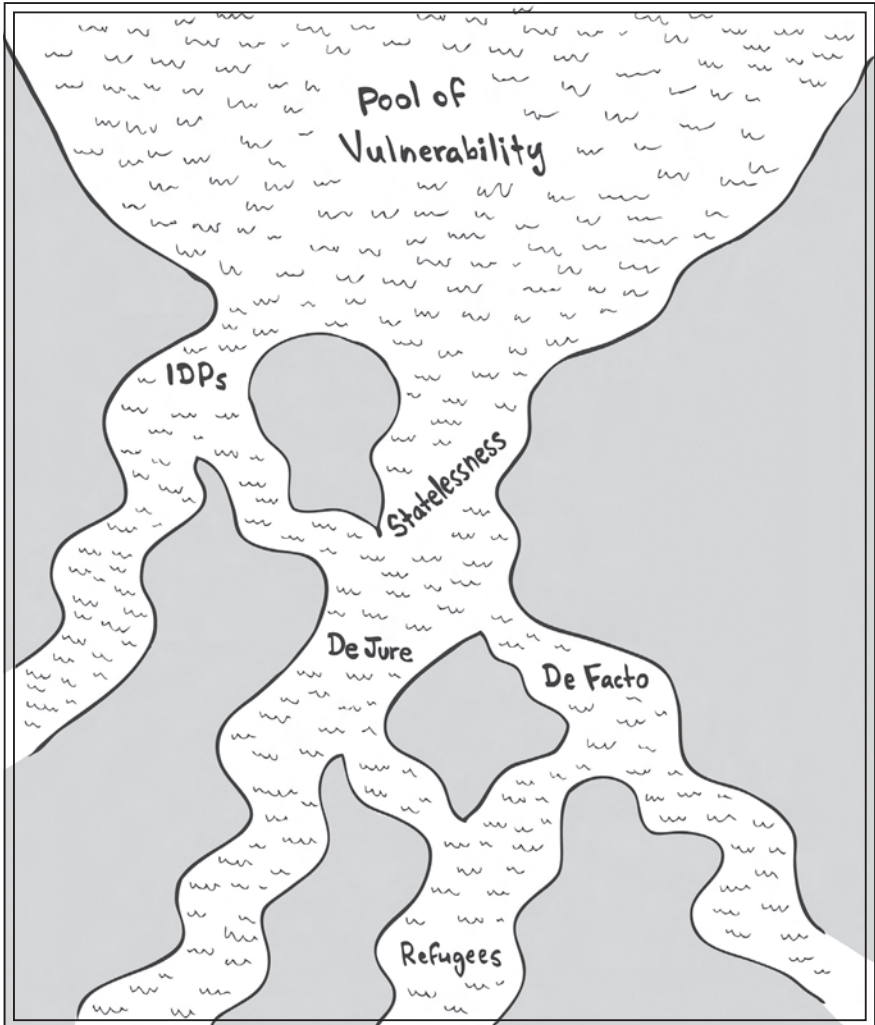 Pool of
Vulnerability
IDPs
Statelessness
De Jure
De Facto
Refugees